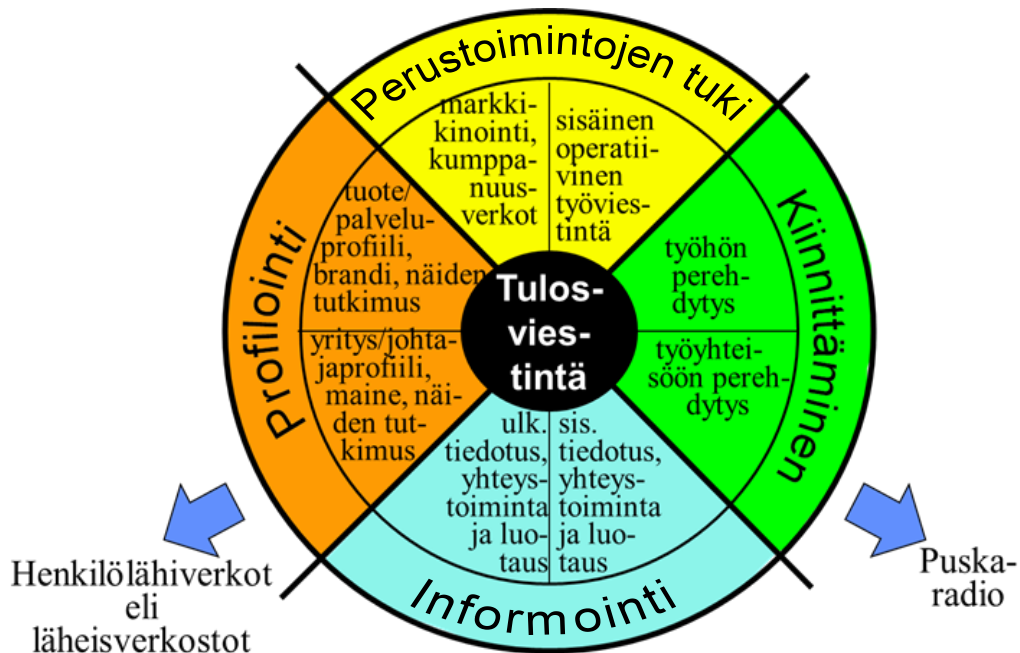 Perustoimintojen tuki
markki-
kinointi,
kumppa-
nuus-
verkot
sisäinen
operatii-
vinen
työvies-
tintä
Profilointi
tuote/
palvelu-
profiili,
brandi, näiden
tutkimus
yritys/johta-
japrofiili,
maine, näi-
den tut-
kimus
Tulos-
vies-
tintä
Kiinnittäminen
työhön
pereh-
dytys
työyhtei-
söön pereh-
dytys
ulk.
tiedotus,
yhteys-
toiminta
ja luo-
taus
sis.
tiedotus,
yhteys-
toiminta
ja luo-
taus
Informointi
Henkilölähiverkot
eli
läheisverkostot
Puska-
radio